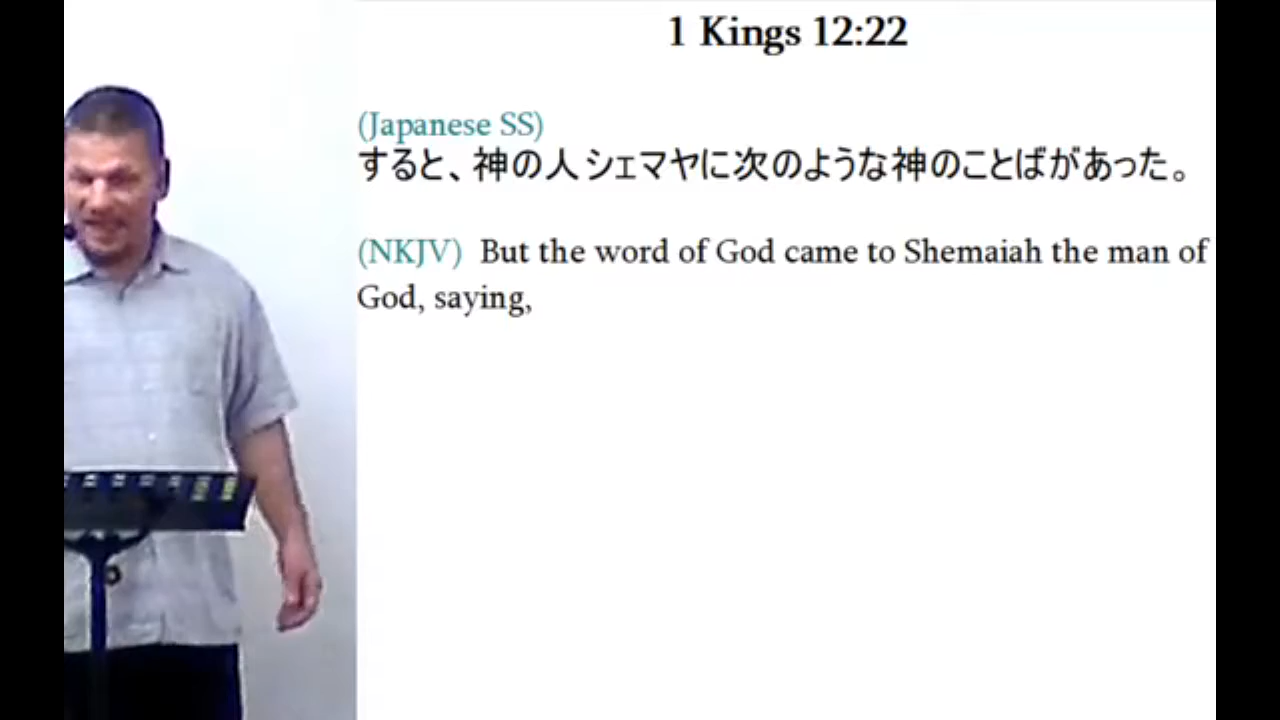 1 Kings 12:22
(Japanese SS)
すると、神の人シェマヤに次のような神のことばがあった。
(NKJV) But the word of God came to Shemaiah the man of
God, saying,